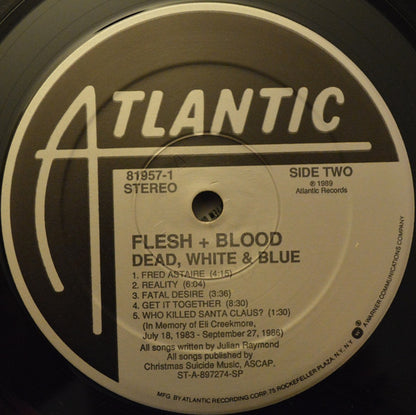 ATLANTIC
81957-1
STEREO
SIDE TWO
℗ 1989
Atlantic Records
FLESH + BLOOD
DEAD, WHITE & BLUE
1. FRED ASTAIRE (4:15)
2. REALITY (6:04)
3. FATAL DESIRE (3:36)
4. GET IT TOGETHER (8:30)
5. WHO KILLED SANTA CLAUS? (1:30)
(In Memory of Eli Creekmore,
July 18, 1983 - September 27, 1986)
All songs written by Julian Raymond
All songs published by
Christmas Suicide Music, ASCAP.
ST-A-897274-SP
MFG. BY ATLANTIC RECORDING CORP. 75 ROCKEFELLER PLAZA, N.Y., N.Y. A WARNER COMMUNICATIONS COMPANY